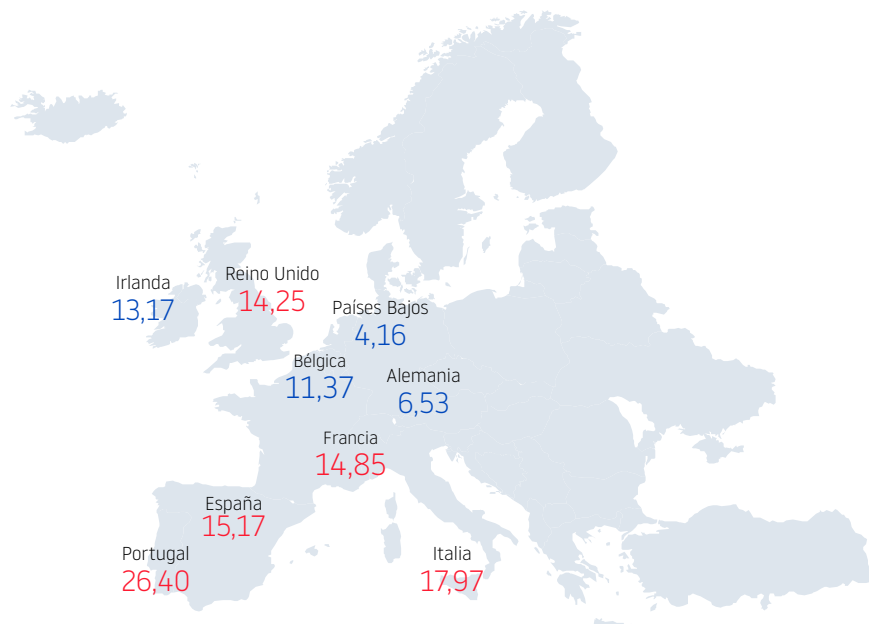 Irlanda
13,17
Reino Unido
14,25
Países Bajos
4,16
Bélgica
11,37
Alemania
6,53
Francia
14,85
España
15,17
Portugal
26,40
Italia
17,97